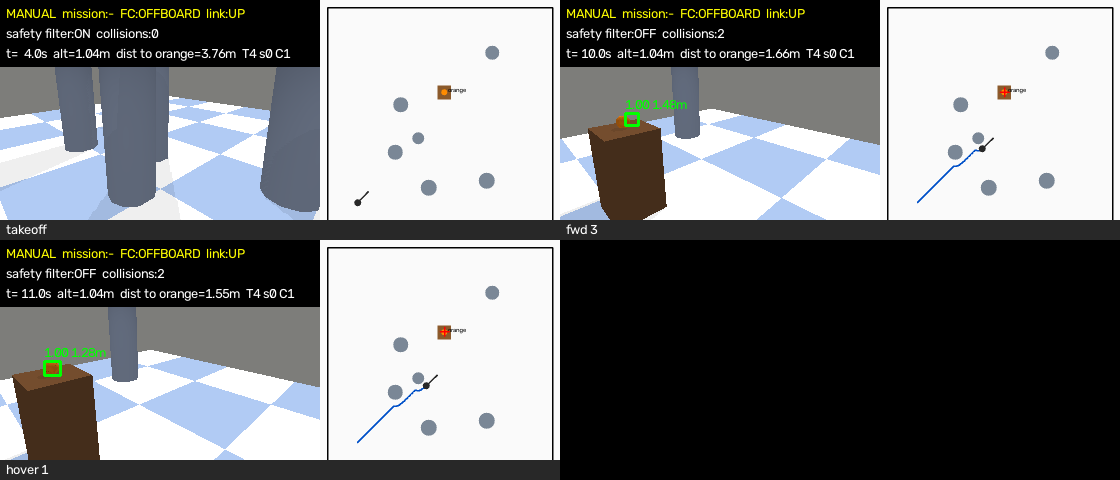 MANUAL mission:- FC:OFFBOARD link:UP
safety filter:ON collisions:0
t= 4.0s alt=1.04m dist to orange=3.76m T4 s0 C1
orange
takeoff
MANUAL mission:- FC:OFFBOARD link:UP
safety filter:OFF collisions:2
t= 10.0s alt=1.04m dist to orange=1.66m T4 s0 C1
1.00 1.48m
orange
fwd 3
MANUAL mission:- FC:OFFBOARD link:UP
safety filter:OFF collisions:2
t= 11.0s alt=1.04m dist to orange=1.55m T4 s0 C1
1.00 1.28m
orange
hover 1